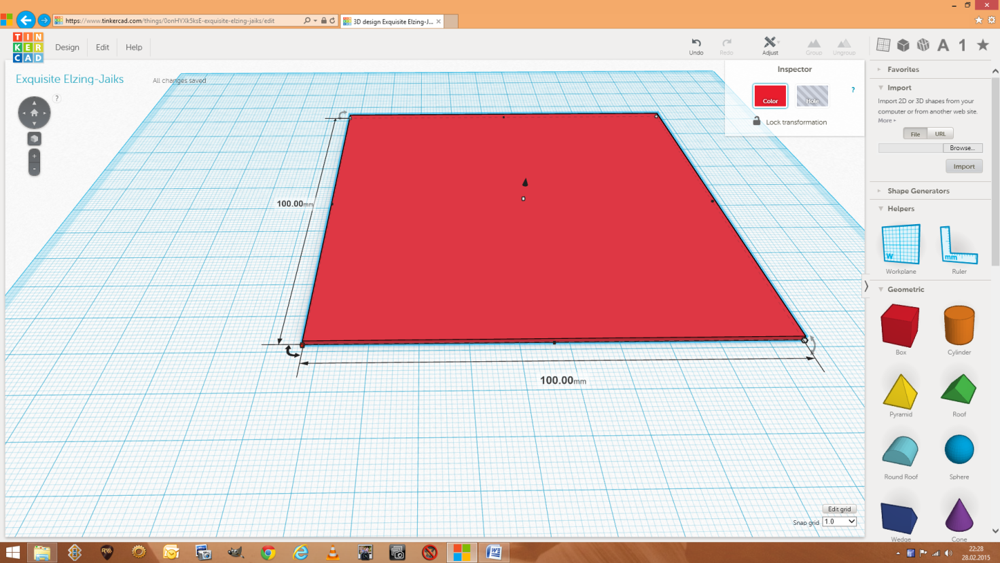 https://www.tinkercad.com/things/0onHYXk5ksE-exquisite-elzing-jaiks/edit
3D design Exquisite Elzing-J...
TIN
KER
CAD
Design
Edit
Help
Undo
Redo
Adjust
Group
Ungroup
A
1
Exquisite Elzing-Jaiks
All changes saved
?
+
-
100.00mm
100.00mm
Inspector
Color
Hole
?
Lock transformation
Favorites
Import
Import 2D or 3D shapes from your
computer or from another web site.
More
File
URL
Browse...
Import
Shape Generators
Helpers
W
mm
Workplane
Ruler
Geometric
Box
Cylinder
Pyramid
Roof
Round Roof
Sphere
Wedge
Cone
Edit grid
Snap grid
1.0
22:28
28.02.2015